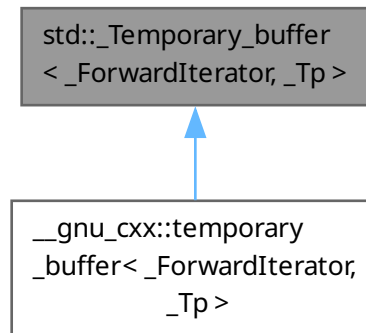 std::_Temporary_buffer
< _ForwardIterator, _Tp >
__gnu_cxx::temporary
_buffer< _ForwardIterator,
_Tp >